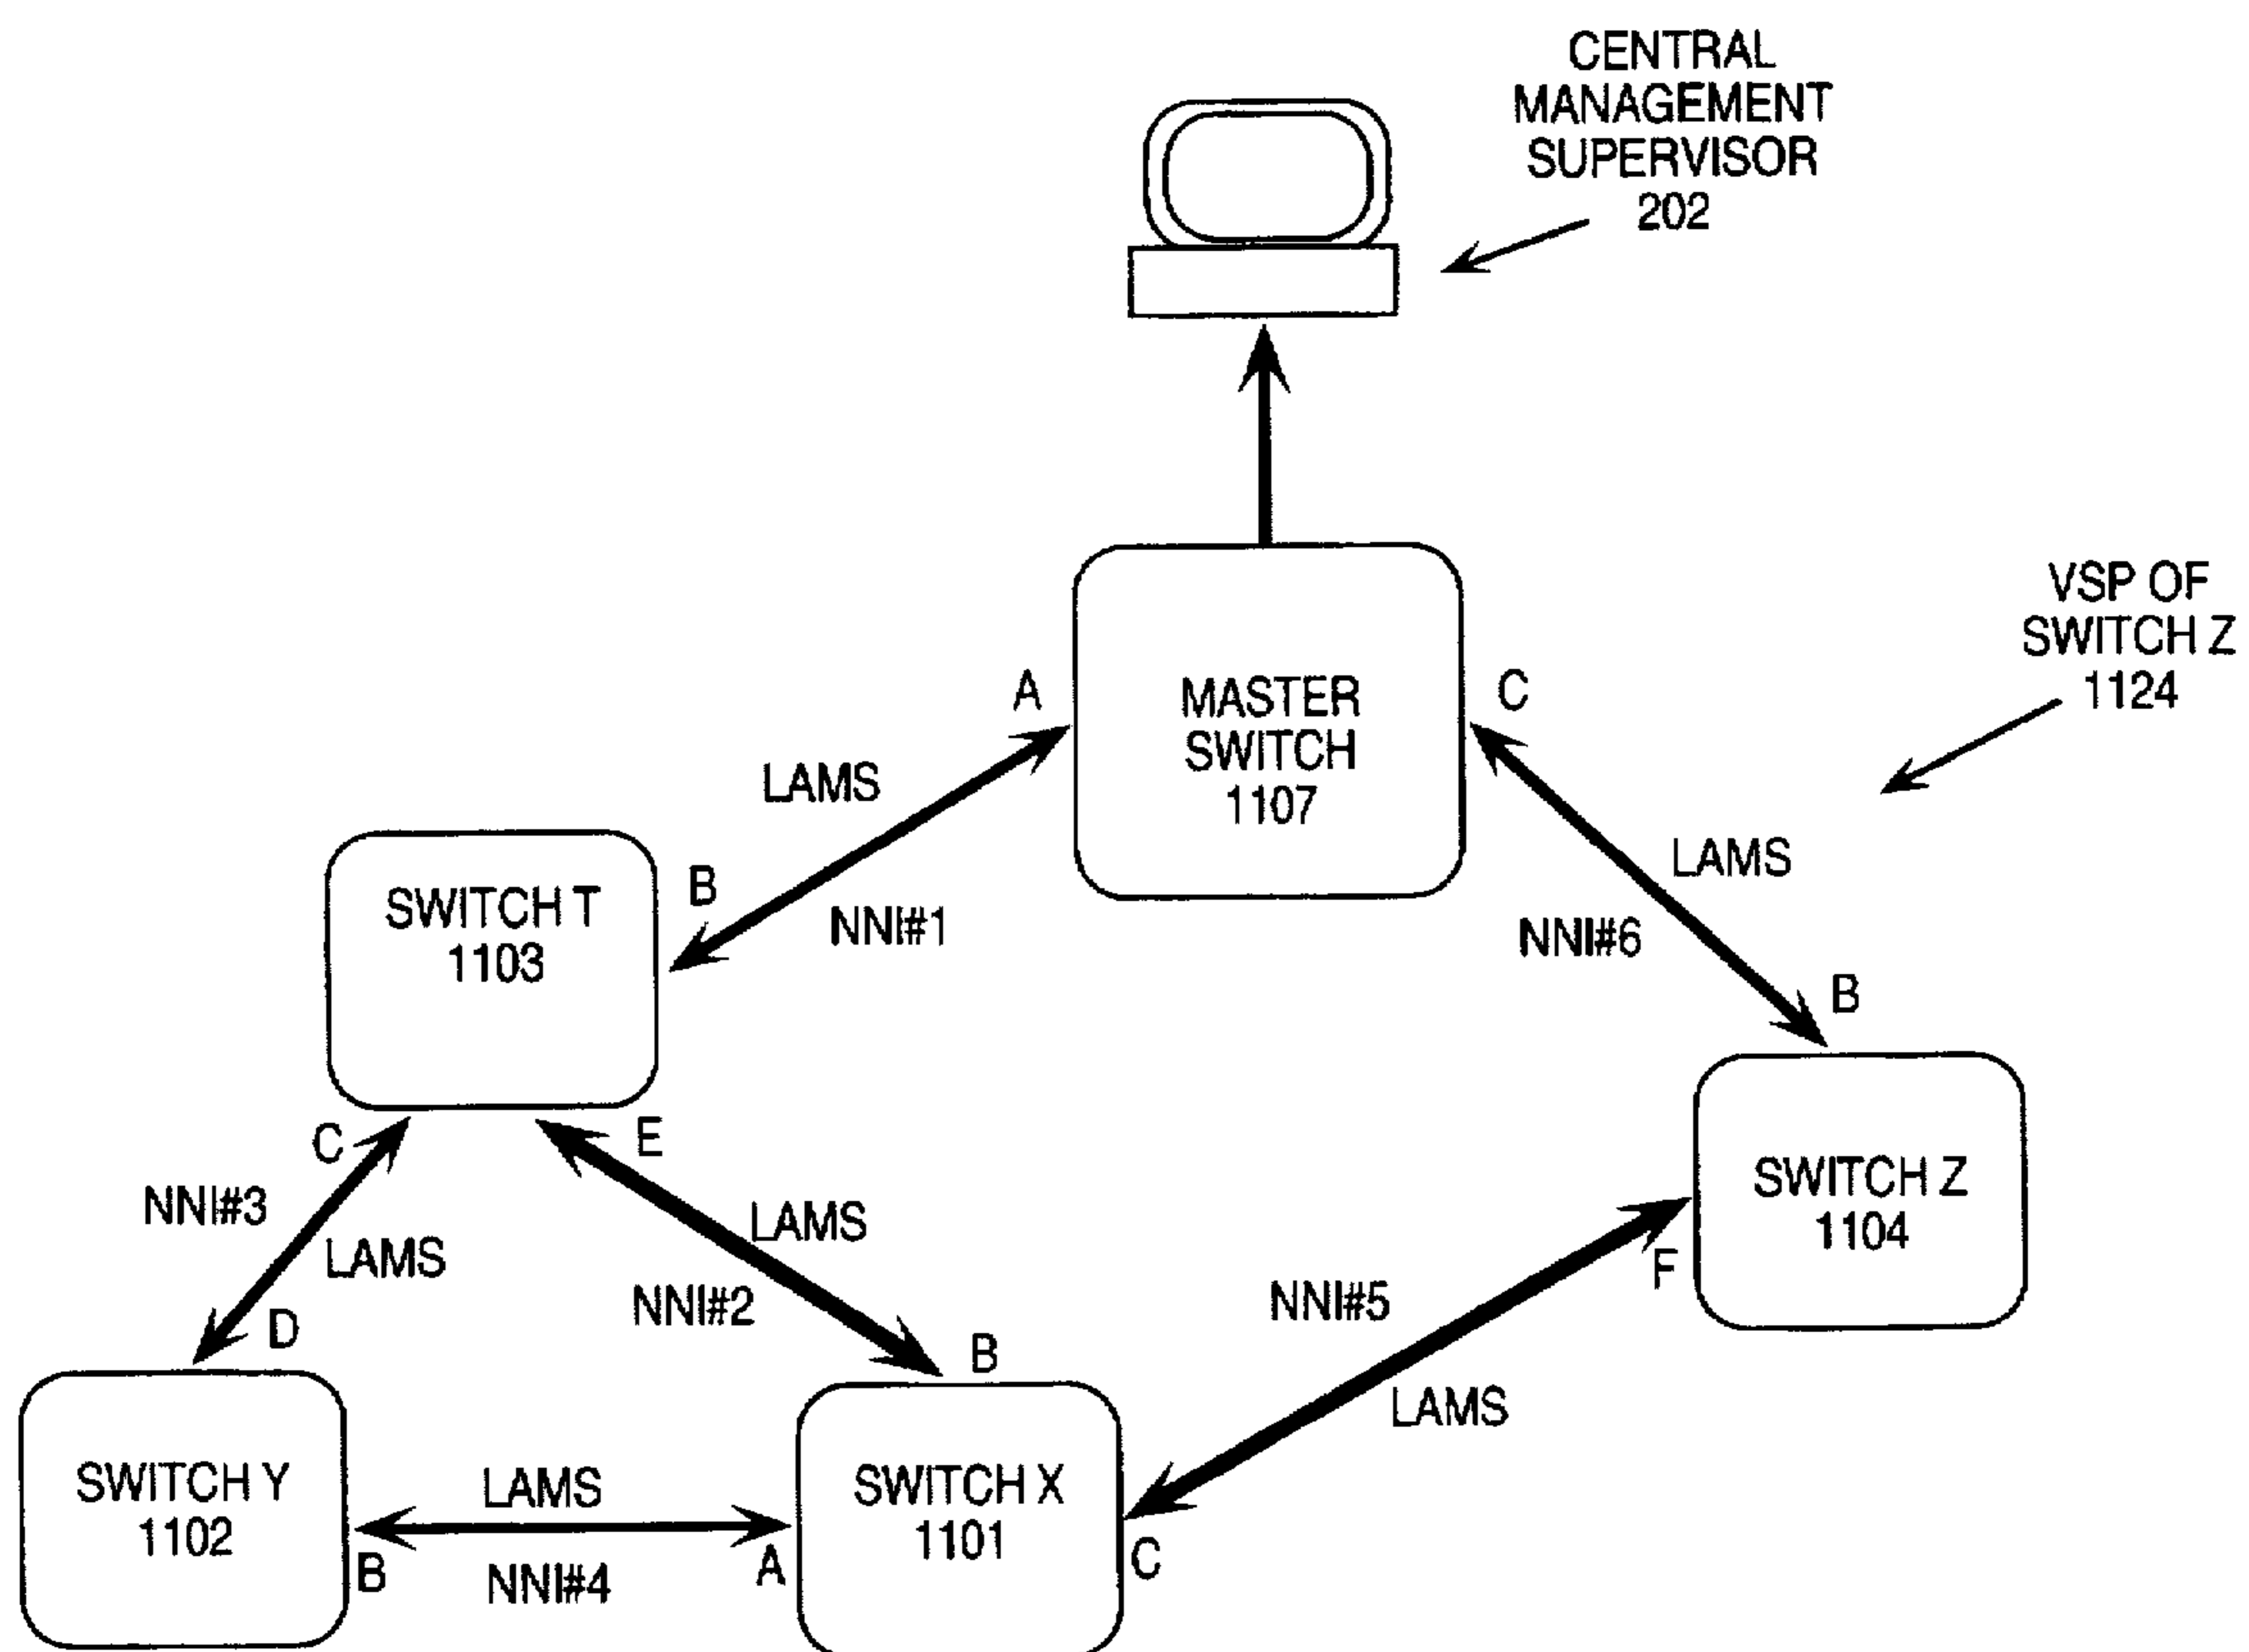 CENTRAL
MANAGEMENT
SUPERVISOR
202
VSP OF
SWITCH Z
1124
A
MASTER
SWITCH
1107
C
LAMS
LAMS
SWITCH T
1103
B
NNI#1
NNI#6
B
C
E
SWITCH Z
1104
NNI#3
LAMS
LAMS
F
NNI#2
NNI#5
D
B
LAMS
SWITCH Y
1102
LAMS
SWITCH X
1101
B
NNI#4
A
C